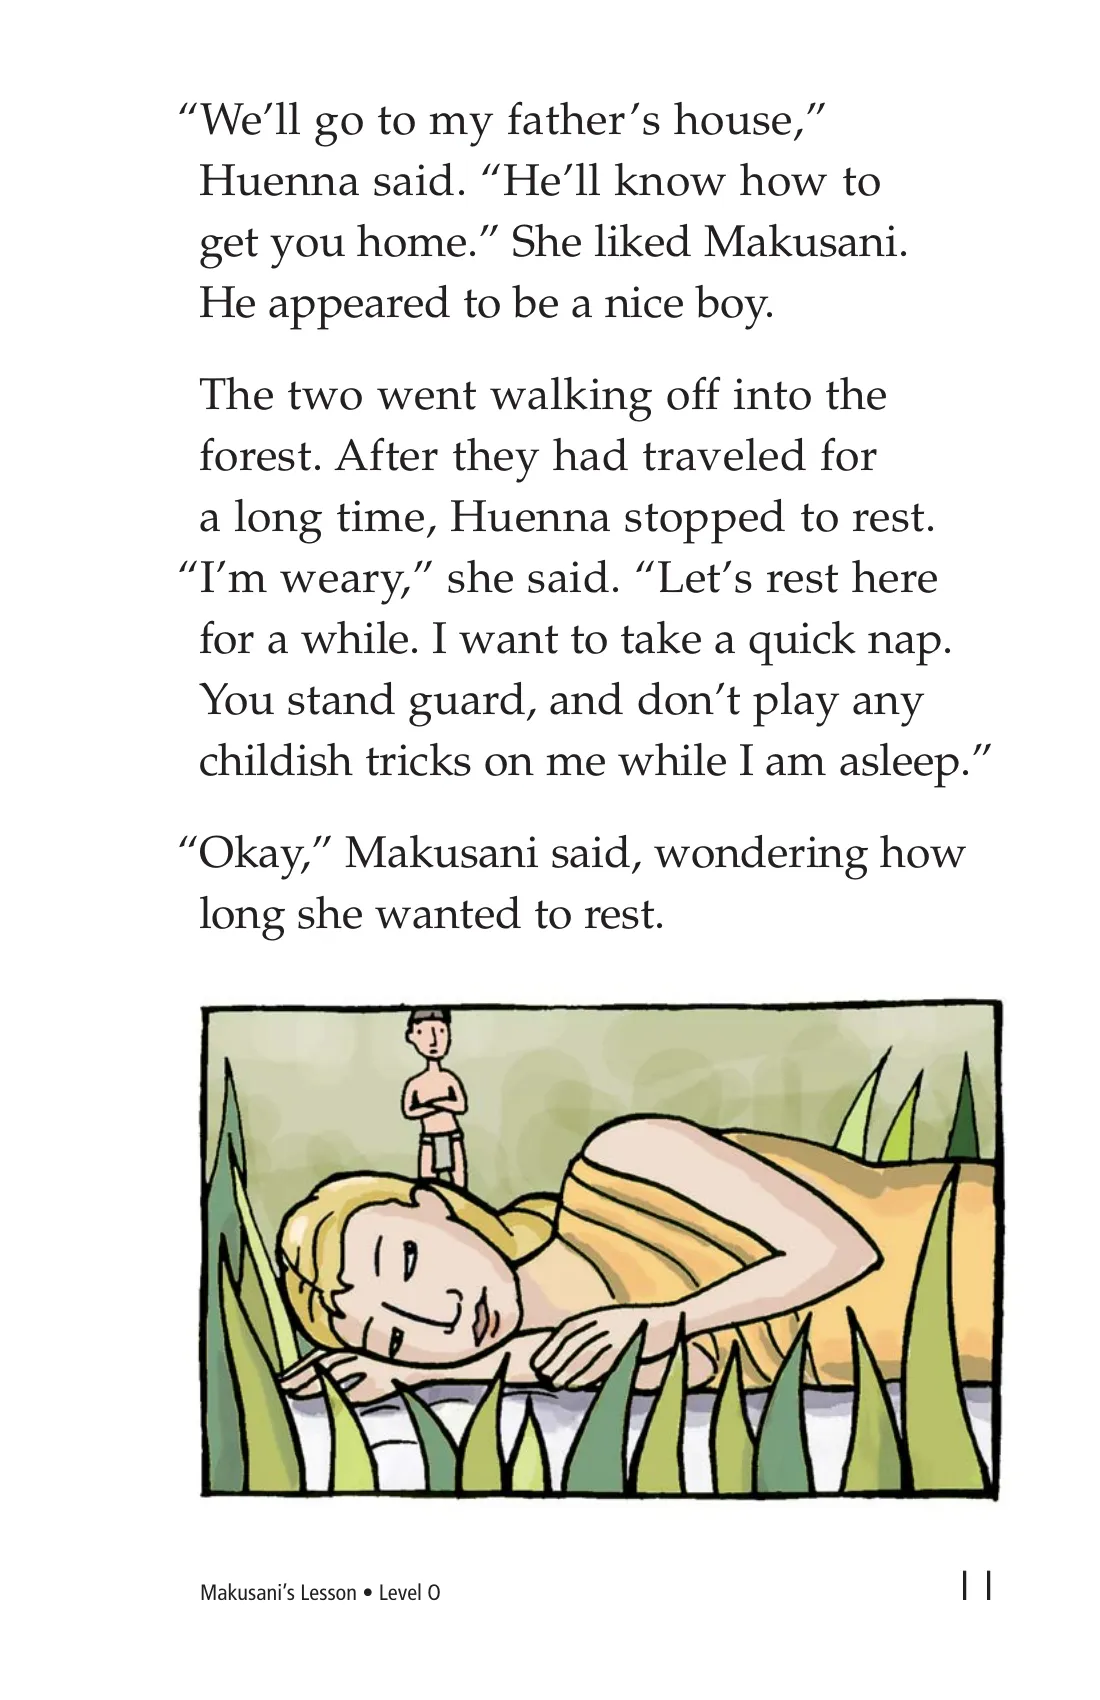 “We’ll go to my father’s house,”
Huenna said. “He’ll know how to
get you home.” She liked Makusani.
He appeared to be a nice boy.
The two went walking off into the
forest. After they had traveled for
a long time, Huenna stopped to rest.
“I’m weary,” she said. “Let’s rest here
for a while. I want to take a quick nap.
You stand guard, and don’t play any
childish tricks on me while I am asleep.”
“Okay,” Makusani said, wondering how
long she wanted to rest.
Makusani’s Lesson • Level O
11